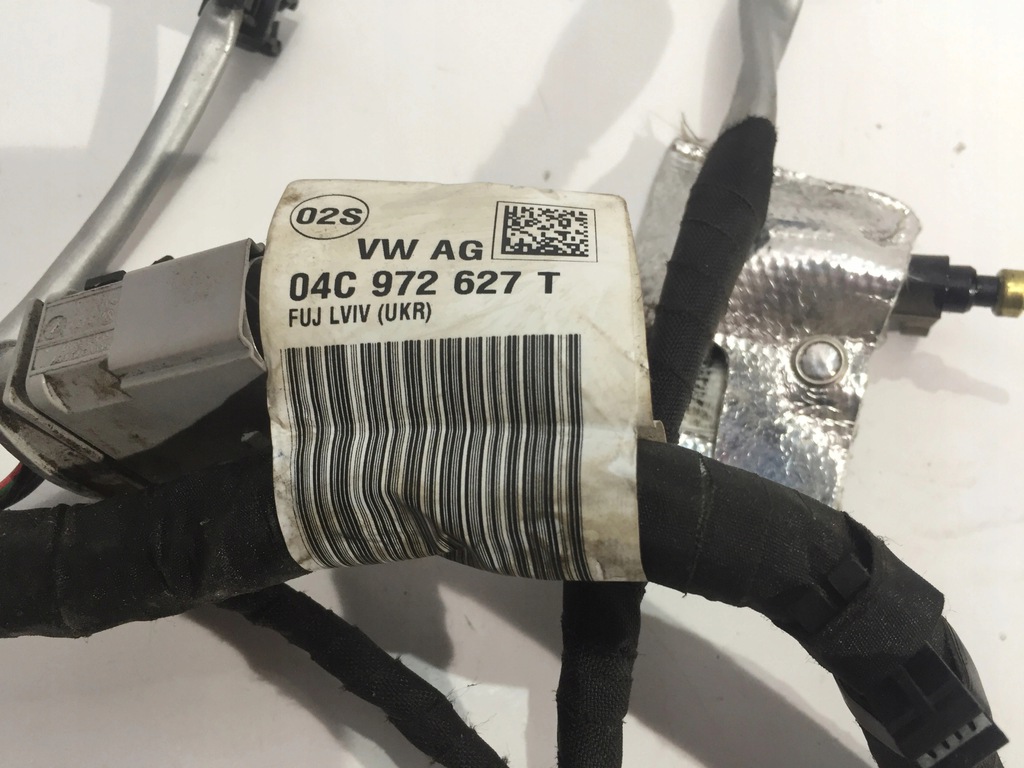 02S
VW AG
04C 972 627 T
FUJ LVIV (UKR)